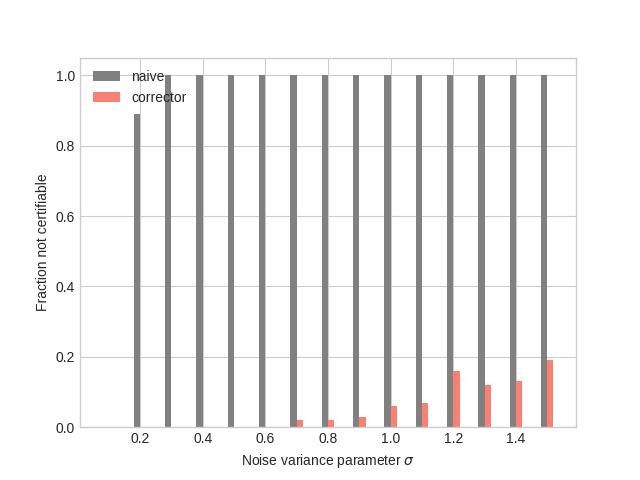 naive
corrector
1.0
0.8
0.6
0.4
0.2
0.0
Fraction not certifiable
0.2 0.4 0.6 0.8 1.0 1.2 1.4
Noise variance parameter σ